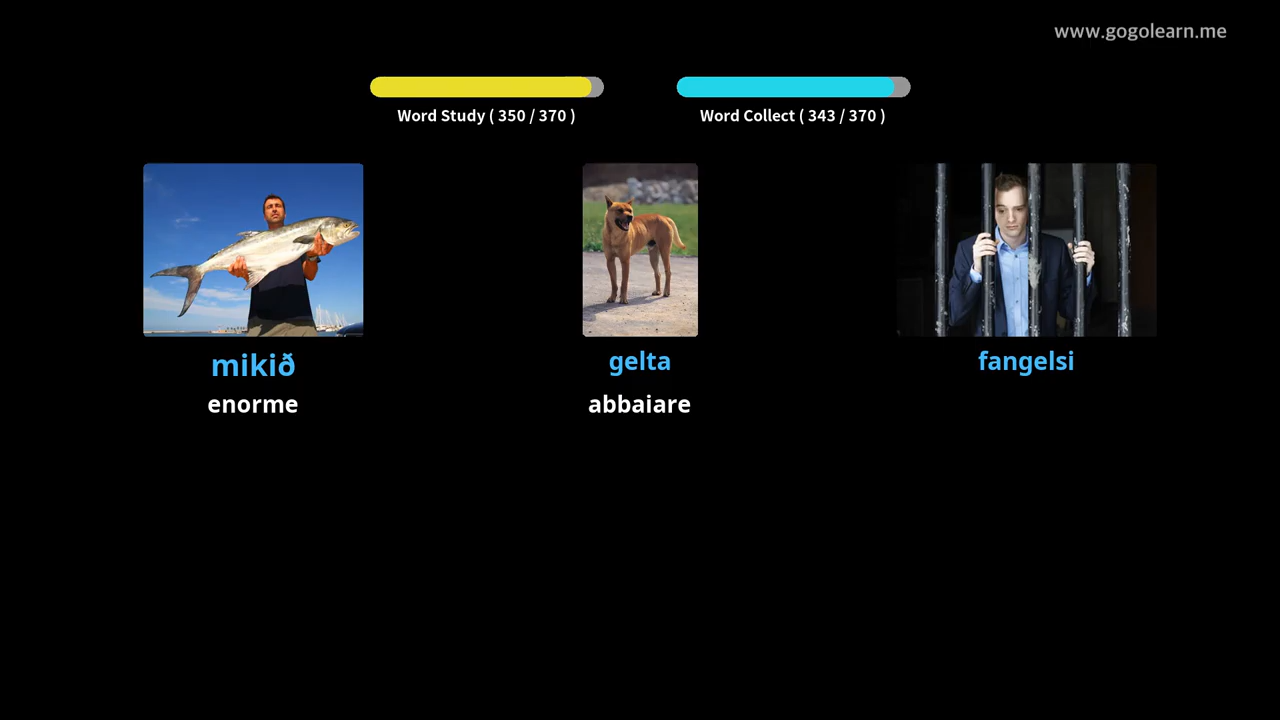 www.gogolearn.me
Word Study ( 350 / 370 )
Word Collect ( 343 / 370 )
mikið
enorme
gelta
abbaiare
fangelsi